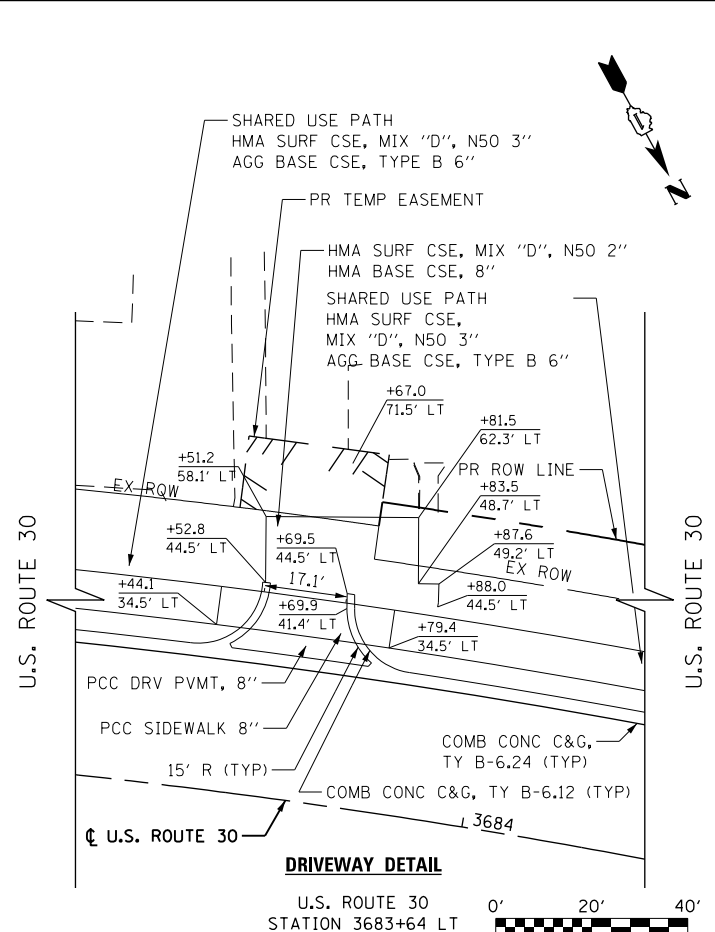 SHARED USE PATH
HMA SURF CSE, MIX "D", N50 3"
AGG BASE CSE, TYPE B 6"
PR TEMP EASEMENT
HMA SURF CSE, MIX "D", N50 2"
HMA BASE CSE, 8"
SHARED USE PATH
HMA SURF CSE,
MIX "D", N50 3"
AGG BASE CSE, TYPE B 6"
N
+67.0
71.5' LT
+81.5
62.3' LT
+51.2
58.1' LT
PR ROW LINE
EX ROW
+83.5
48.7' LT
+52.8
44.5' LT
+69.5
44.5' LT
+87.6
49.2' LT
EX ROW
17.1'
+44.1
34.5' LT
+69.9
41.4' LT
+88.0
44.5' LT
+79.4
34.5' LT
U.S. ROUTE 30
U.S. ROUTE 30
PCC DRV PVMT, 8"
PCC SIDEWALK 8"
15' R (TYP)
COMB CONC C&G,
TY B-6.24 (TYP)
COMB CONC C&G, TY B-6.12 (TYP)
3684
℄ U.S. ROUTE 30
DRIVEWAY DETAIL
U.S. ROUTE 30
STATION 3683+64 LT
0' 20' 40'